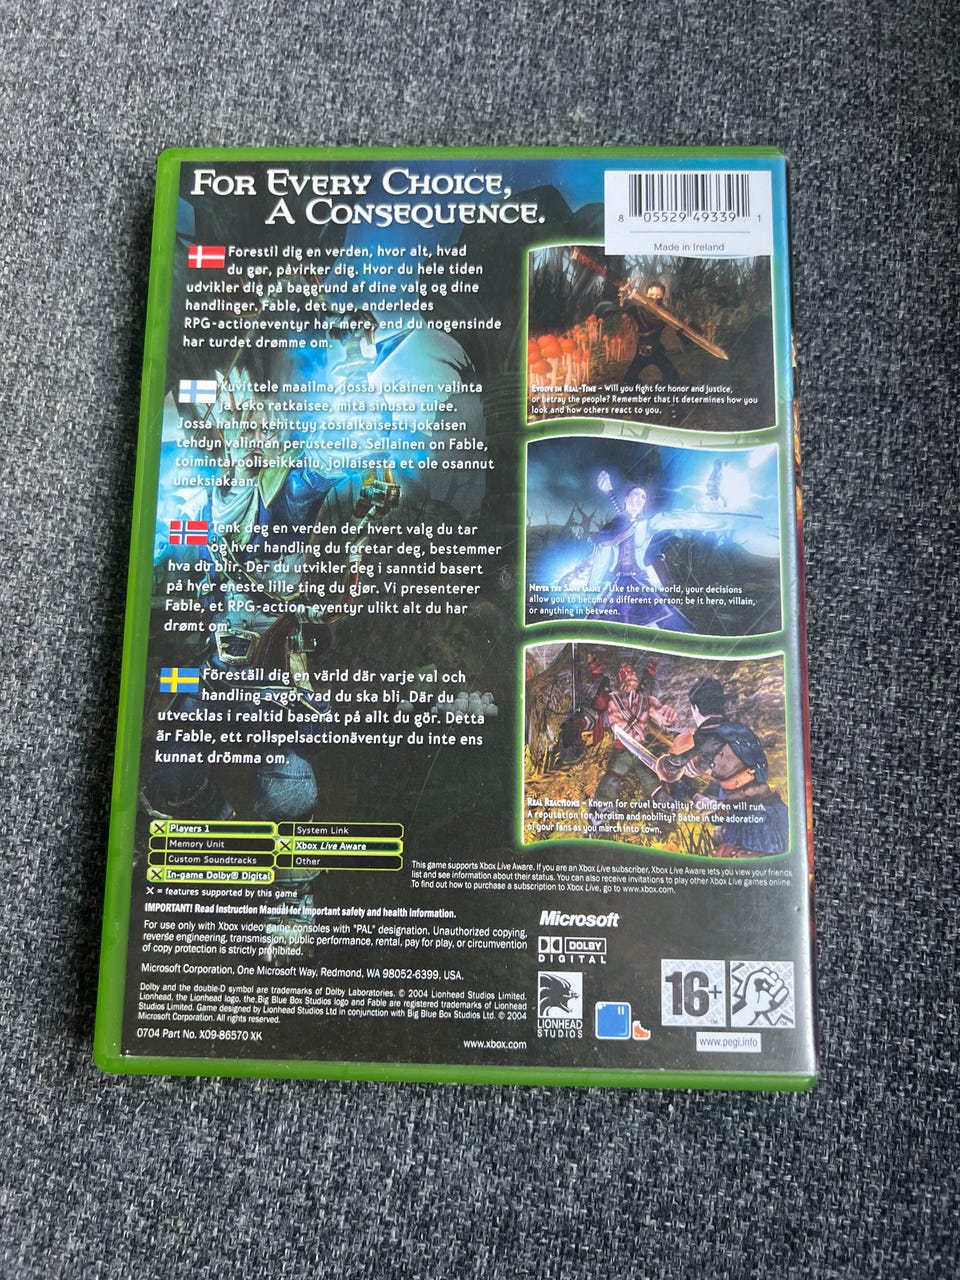 FOR EVERY CHOICE,
A CONSEQUENCE.
8 05529 49339 1
Made in Ireland
Forestil dig en verden, hvor alt, hvad
du gør, påvirker dig. Hvor du hele tiden
udvikler dig på baggrund af dine valg og dine
handlinger. Fable, det nye, anderledes
RPG-actioneventyr har mere, end du nogensinde
har turdet drømme om.
Kuvittele maailma, jossa jokainen valinta
ja teko ratkaisee, mitä sinusta tulee.
Jossa hahmo kehittyy tosiaikaisesti jokaisen
tehdyn valinnan perusteella. Sellainen on Fable,
toimintarooliseikkailu, jollaisesta et ole osannut
uneksiakaan.
Tenk deg en verden der hvert valg du tar
og hver handling du foretar deg, bestemmer
hva du blir. Der du utvikler deg i sanntid basert
på hver eneste lille ting du gjør. Vi presenterer
Fable, et RPG-action-eventyr ulikt alt du har
drømt om.
Föreställ dig en värld där varje val och
handling avgör vad du ska bli. Där du
utvecklas i realtid baserat på allt du gör. Detta
är Fable, ett rollspelsactionäventyr du inte ens
kunnat drömma om.
EVOLVE IN REAL-TIME – Will you fight for honor and justice,
or betray the people? Remember that it determines how you
look and how others react to you.
NEVER THE SAME GAME – Like the real world, your decisions
allow you to become a different person; be it hero, villain,
or anything in between.
REAL REACTIONS – Known for cruel brutality? Children will run.
A reputation for heroism and nobility? Bathe in the adoration
of your fans as you march into town.
Players 1
Memory Unit
Custom Soundtracks
In-game Dolby® Digital
System Link
Xbox Live Aware
Other
X = features supported by this game
This game supports Xbox Live Aware. If you are an Xbox Live subscriber, Xbox Live Aware lets you view your friends
list and see information about their status. You can also receive invitations to play other Xbox Live games online.
To find out how to purchase a subscription to Xbox Live, go to www.xbox.com.
IMPORTANT! Read Instruction Manual for important safety and health information.
For use only with Xbox video game consoles with "PAL" designation. Unauthorized copying,
reverse engineering, transmission, public performance, rental, pay for play, or circumvention
of copy protection is strictly prohibited.
Microsoft Corporation, One Microsoft Way, Redmond, WA 98052-6399, USA.
Dolby and the double-D symbol are trademarks of Dolby Laboratories. © 2004 Lionhead Studios Limited.
Lionhead, the Lionhead logo, the Big Blue Box Studios logo and Fable are registered trademarks of Lionhead
Studios Limited. Game designed by Lionhead Studios Ltd in conjunction with Big Blue Box Studios Ltd. © 2004
Microsoft Corporation. All rights reserved.
0704 Part No. X09-86570 XK
www.xbox.com
Microsoft
DOLBY
DIGITAL
LIONHEAD
STUDIOS
16+
™
www.pegi.info